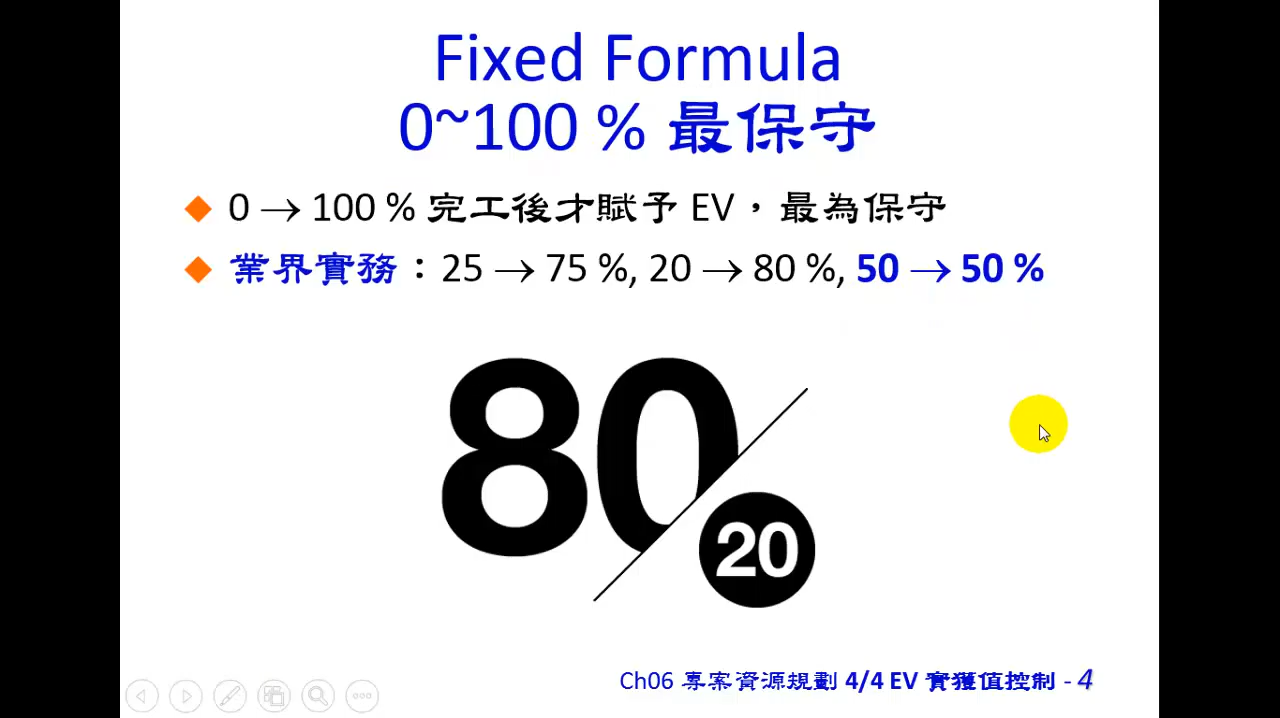 Fixed Formula
0~100 % 最保守
0 → 100 % 完工後才賦予 EV，最為保守
業界實務：25 → 75 %, 20 → 80 %, 50 → 50 %
80
20
Ch06 專案資源規劃 4/4 EV 實獲值控制 - 4